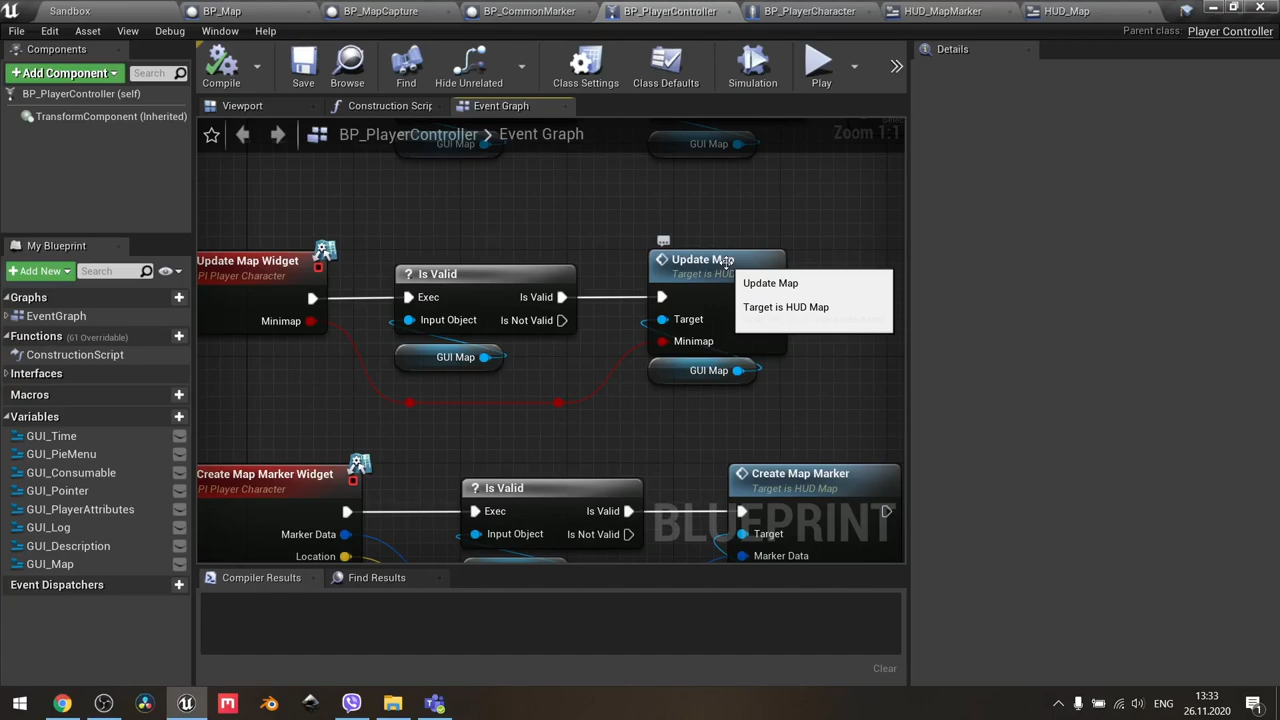 Sandbox
BP_Map
BP_MapCapture
BP_CommonMarker
BP_PlayerController
BP_PlayerCharacter
HUD_MapMarker
HUD_Map
File
Edit
Asset
View
Debug
Window
Help
Parent class:
Player Controller
Components
Add Component
Search
BP_PlayerController (self)
TransformComponent (Inherited)
Compile
Save
Browse
Find
Hide Unrelated
Class Settings
Class Defaults
Simulation
Play
Details
Viewport
Construction Scrip
Event Graph
BP_PlayerController
Event Graph
Zoom 1:1
GUI Map
GUI Map
Update Map Widget
PI Player Character
Minimap
Is Valid
Exec
Is Valid
Input Object
Is Not Valid
GUI Map
Update Map
Target is HUD
Target
Minimap
GUI Map
Update Map
Target is HUD Map
Create Map Marker Widget
PI Player Character
Marker Data
Location
Is Valid
Exec
Is Valid
Input Object
Is Not Valid
Create Map Marker
Target is HUD Map
Target
Marker Data
BLUEPRINT
My Blueprint
Add New
Search
Graphs
EventGraph
Functions (61 Overridable)
ConstructionScript
Interfaces
Macros
Variables
GUI_Time
GUI_PieMenu
GUI_Consumable
GUI_Pointer
GUI_PlayerAttributes
GUI_Log
GUI_Description
GUI_Map
Event Dispatchers
Compiler Results
Find Results
Clear
ENG
13:33
26.11.2020